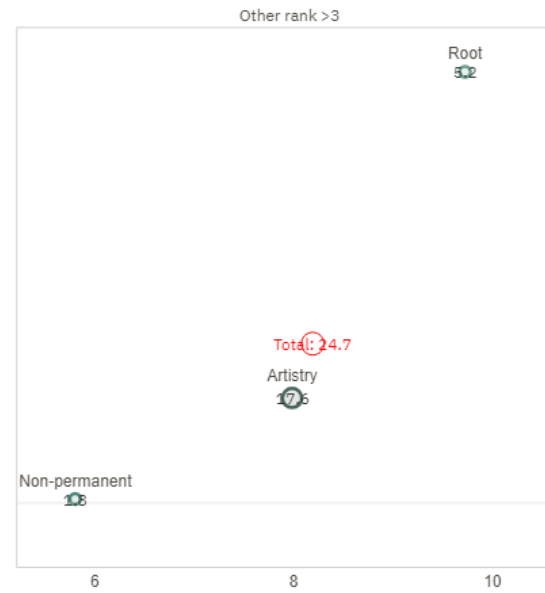 Other rank >3
Root
5.2
Total: 24.7
Artistry
17.6
Non-permanent
1.8
6 8 10